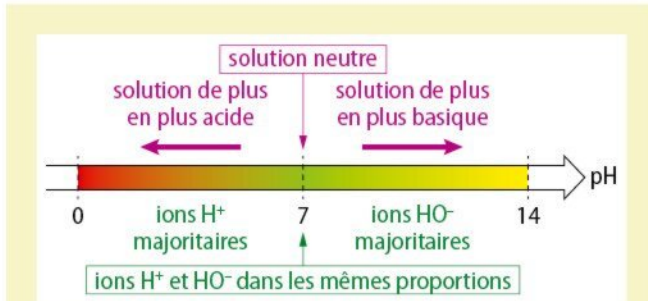 solution neutre
solution de plus
en plus acide
solution de plus
en plus basique
pH
0
7
14
ions H⁺
majoritaires
ions HO⁻
majoritaires
ions H⁺ et HO⁻ dans les mêmes proportions